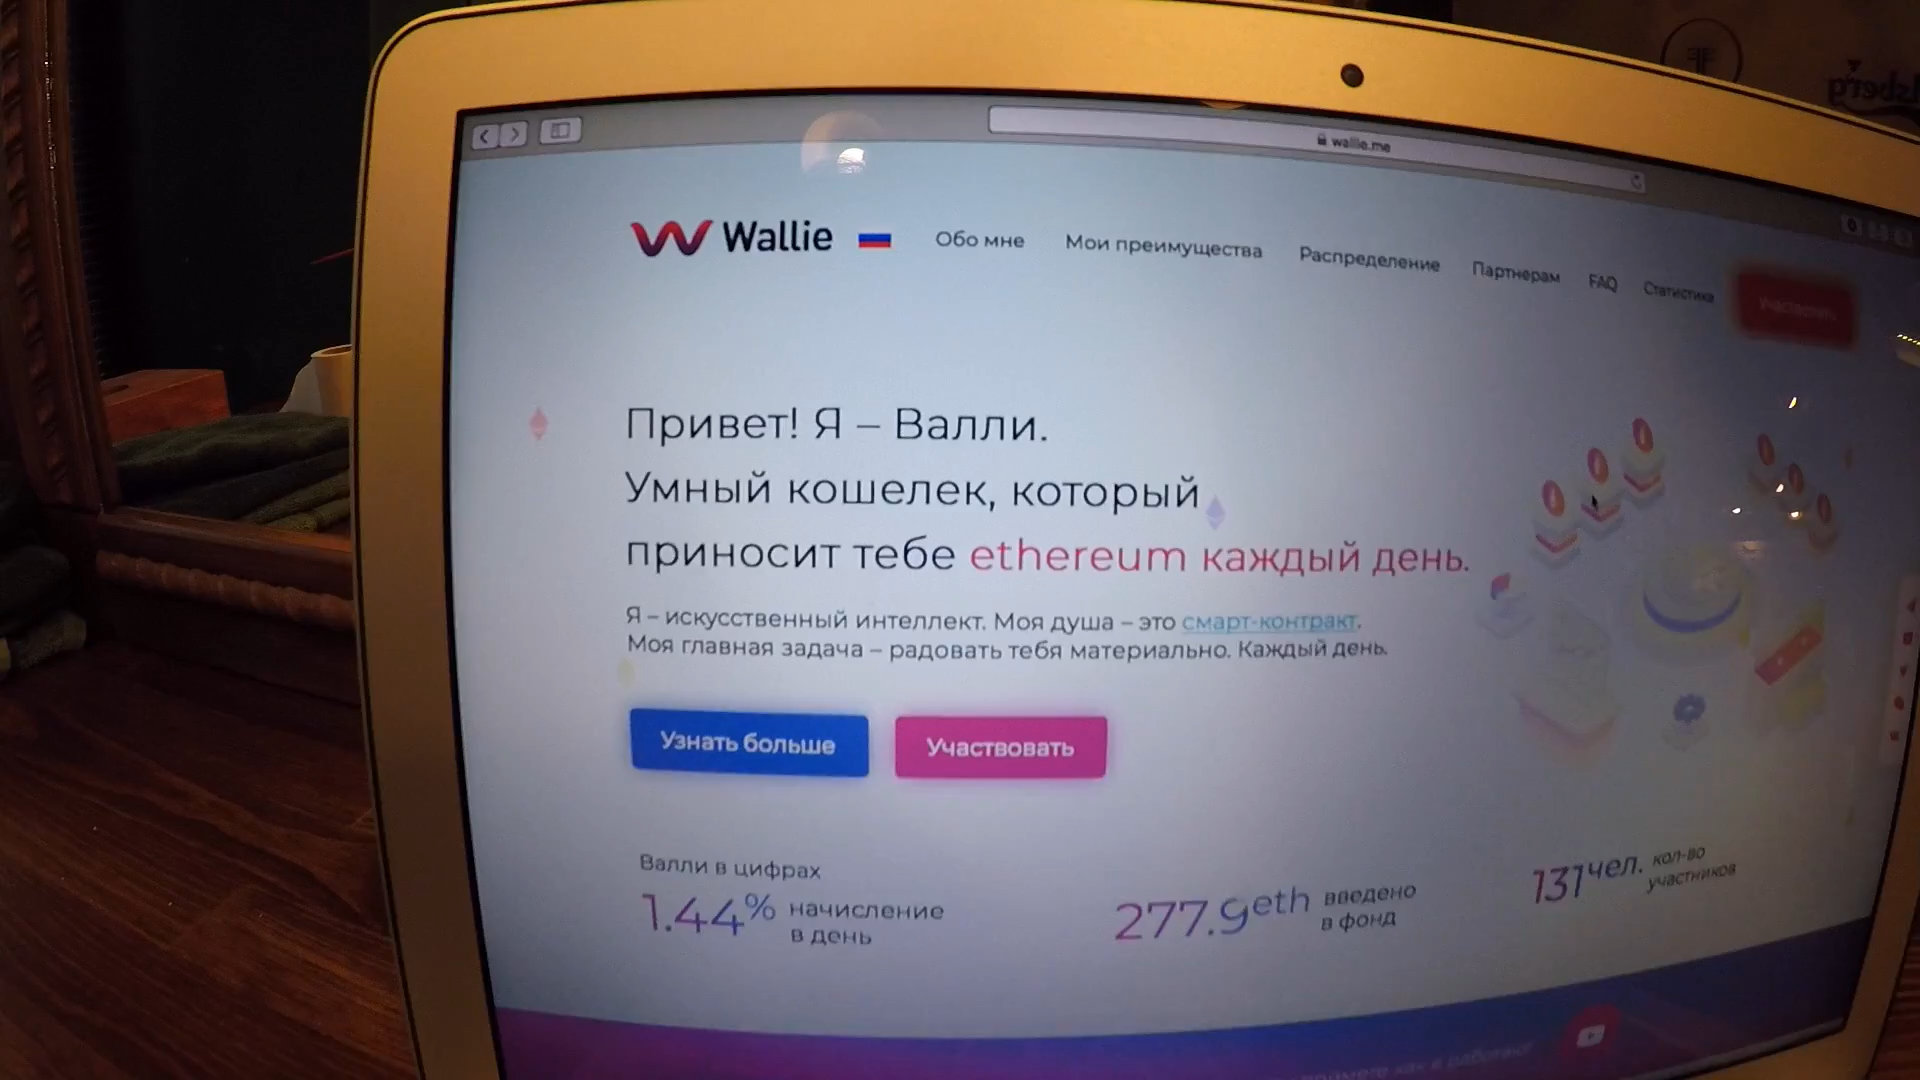 wallie.me
Wallie
Обо мне
Мои преимущества
Распределение
Партнерам
FAQ
Статистика
Участвовать
Привет! Я – Валли.
Умный кошелек, который
приносит тебе ethereum каждый день.
Я – искусственный интеллект. Моя душа – это смарт-контракт.
Моя главная задача – радовать тебя материально. Каждый день.
Узнать больше
Участвовать
Валли в цифрах
1.44% начисление
в день
277.9eth введено
в фонд
131чел. кол-во
участников